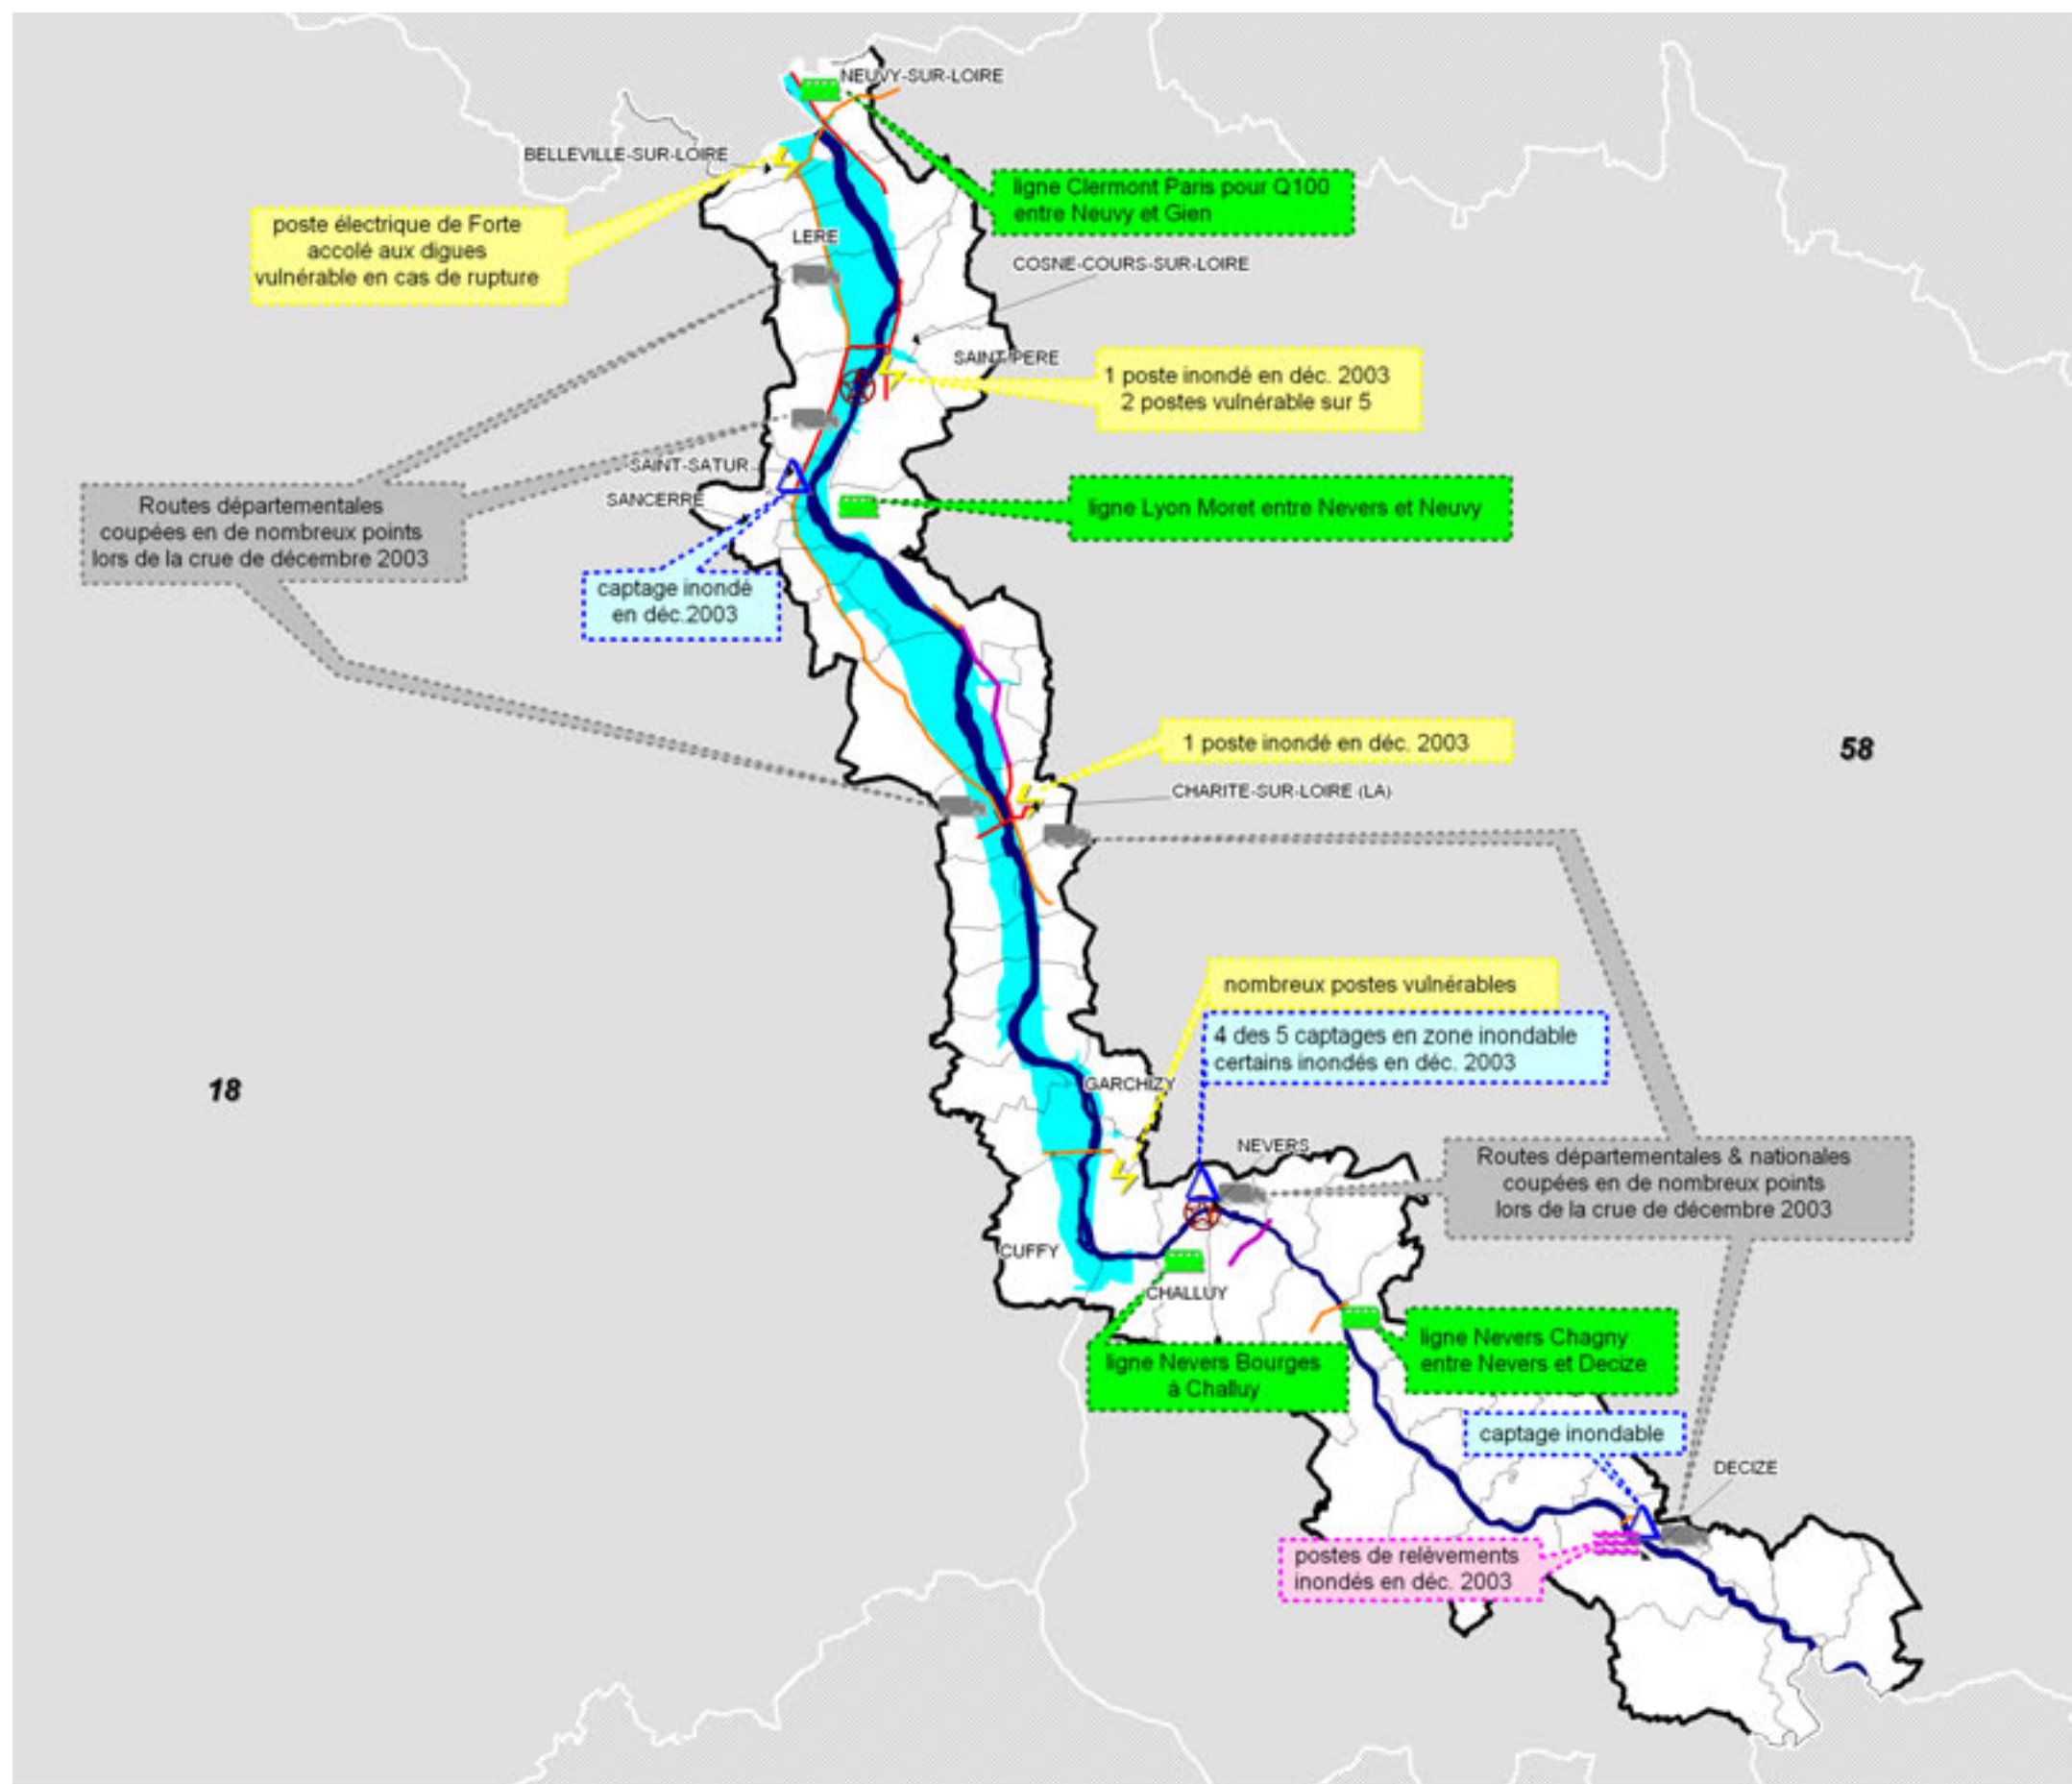 NEUVY-SUR-LOIRE
BELLEVILLE-SUR-LOIRE
ligne Clermont Paris pour Q100
entre Neuvy et Gien
poste électrique de Forte
accolé aux digues
vulnérable en cas de rupture
LERE
COSNE-COURS-SUR-LOIRE
SAINT-PERE
1 poste inondé en déc. 2003
2 postes vulnérable sur 5
SAINT-SATUR
SANCERRE
Routes départementales
coupées en de nombreux points
lors de la crue de décembre 2003
ligne Lyon Moret entre Nevers et Neuvy
captage inondé
en déc.2003
1 poste inondé en déc. 2003
58
CHARITE-SUR-LOIRE (LA)
nombreux postes vulnérables
4 des 5 captages en zone inondable
certains inondés en déc. 2003
18
GARCHIZY
NEVERS
Routes départementales & nationales
coupées en de nombreux points
lors de la crue de décembre 2003
CUFFY
CHALLUY
ligne Nevers Bourges
à Challuy
ligne Nevers Chagny
entre Nevers et Decize
captage inondable
DECIZE
postes de relèvements
inondés en déc. 2003